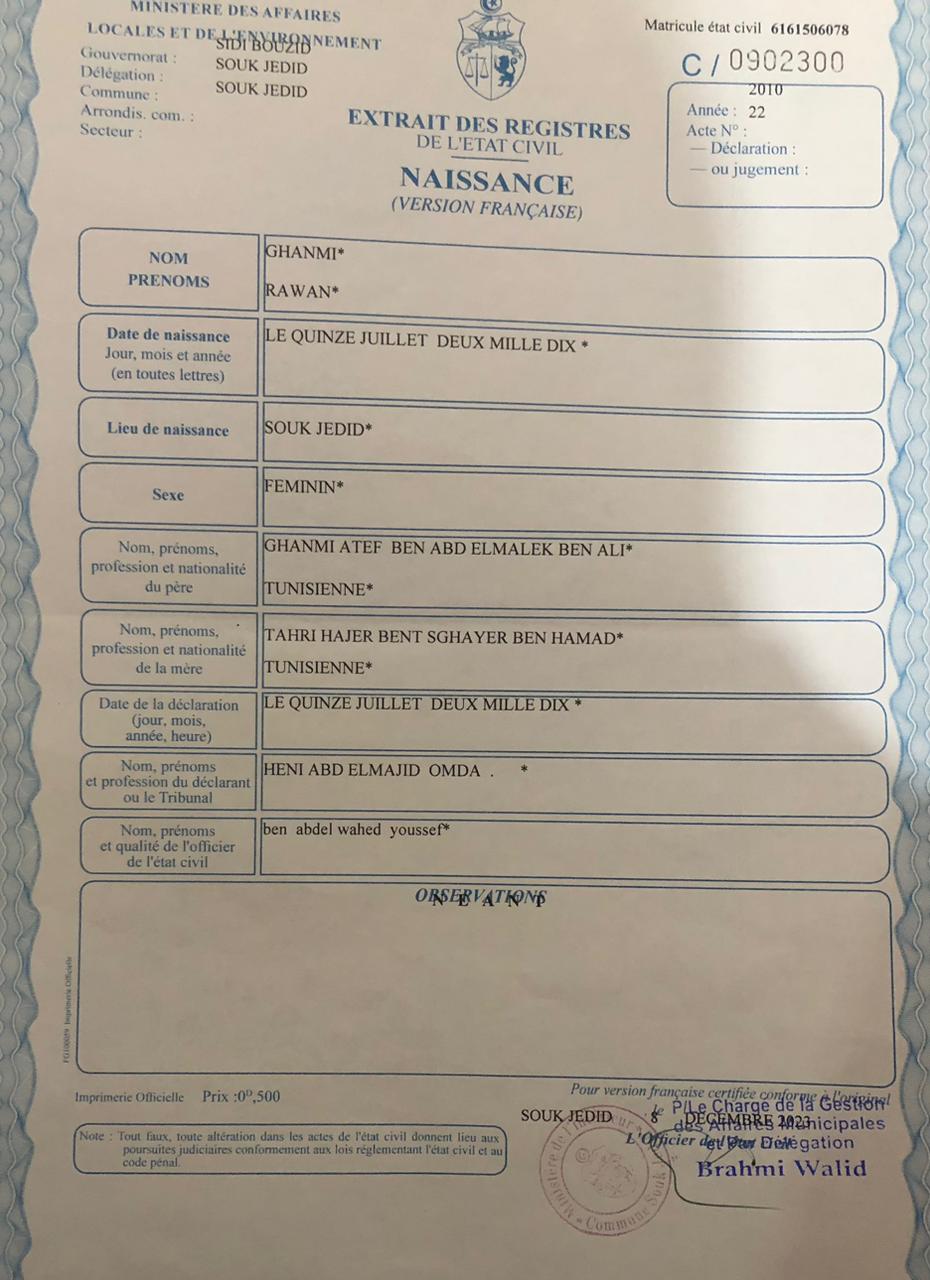 MINISTERE DES AFFAIRES
LOCALES ET DE L'ENVIRONNEMENT
Gouvernorat : SIDI BOUZID
Délégation : SOUK JEDID
Commune : SOUK JEDID
Arrondis. com. :
Secteur :
Matricule état civil 6161506078
C / 0902300
2010
Année : 22
Acte N° :
— Déclaration :
— ou jugement :
EXTRAIT DES REGISTRES
DE L'ETAT CIVIL
NAISSANCE
(VERSION FRANÇAISE)
NOM
PRENOMS
GHANMI*
RAWAN*
Date de naissance
Jour, mois et année
(en toutes lettres)
LE QUINZE JUILLET DEUX MILLE DIX *
Lieu de naissance
SOUK JEDID*
Sexe
FEMININ*
Nom, prénoms,
profession et nationalité
du père
GHANMI ATEF BEN ABD ELMALEK BEN ALI*
TUNISIENNE*
Nom, prénoms,
profession et nationalité
de la mère
TAHRI HAJER BENT SGHAYER BEN HAMAD*
TUNISIENNE*
Date de la déclaration
(jour, mois,
année, heure)
LE QUINZE JUILLET DEUX MILLE DIX *
Nom, prénoms
et profession du déclarant
ou le Tribunal
HENI ABD ELMAJID OMDA . *
Nom, prénoms
et qualité de l'officier
de l'état civil
ben abdel wahed youssef*
OBSERVATIONS
N E A N T
Imprimerie Officielle
Imprimerie Officielle Prix :0ᴰ,500
Pour version française certifiée conforme à l'original
SOUK JEDID le 8 DECEMBRE 2023
P/Le Charge de la Gestion
des Affaires Municipales
et Par Délégation
L'Officier de l'état civil
Brahmi Walid
Note : Tout faux, toute altération dans les actes de l'état civil donnent lieu aux
poursuites judiciaires conformement aux lois réglementant l'état civil et au
code pénal.
Ministère de l'Intérieur
Commune Souk